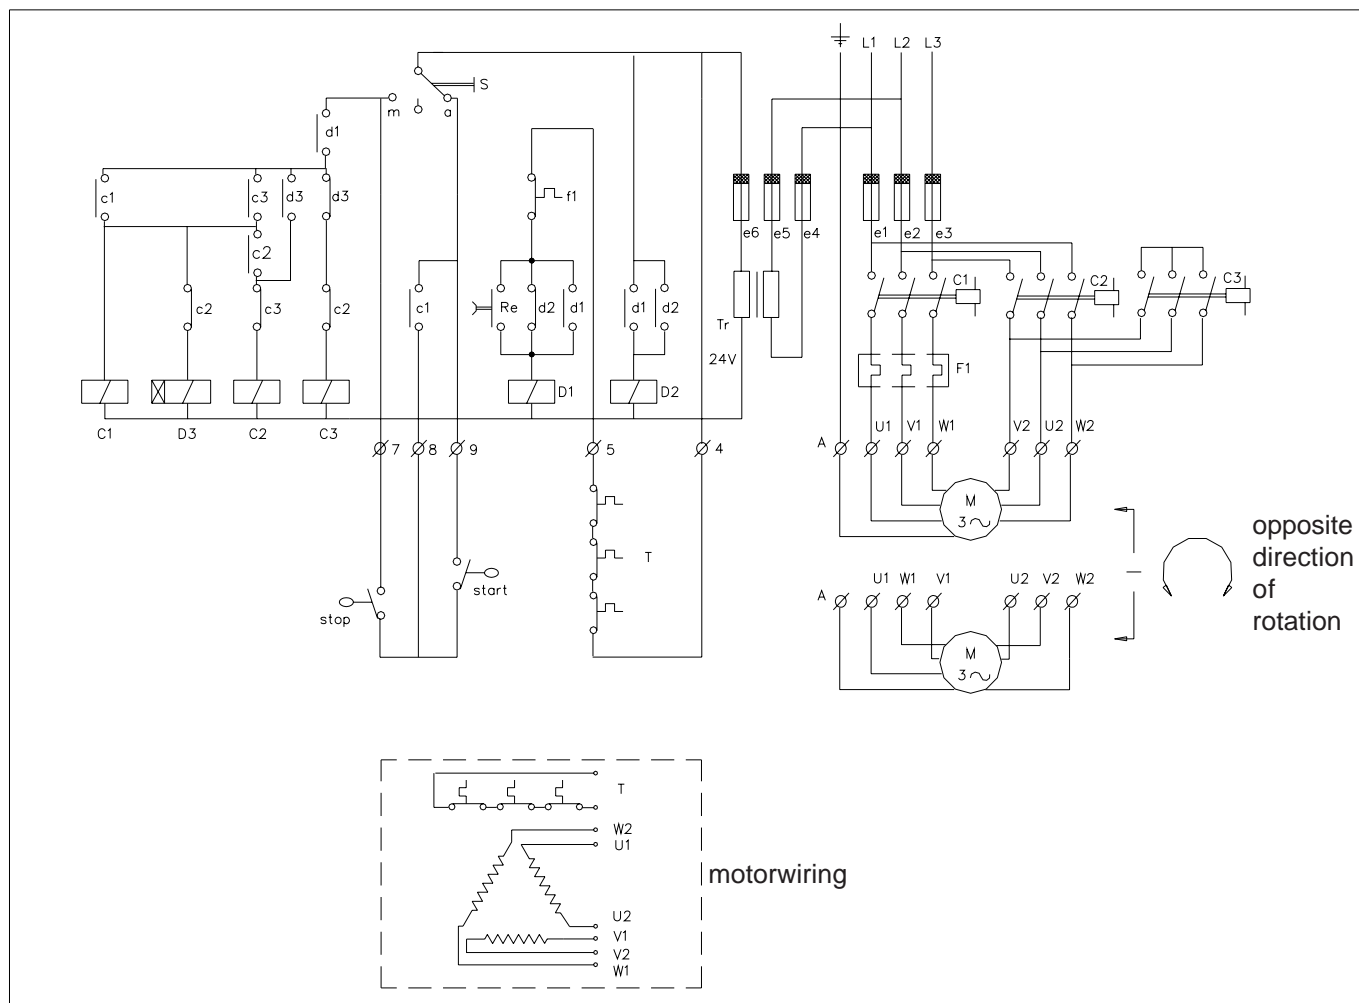 L1 L2 L3
S
m a
d1
c1 c3 d3 d3
f1
e6 e5 e4 e1 e2 e3
c2
C1 C2 C3
c2 c3 c2 c1 Re d2 d1 d1 d2
Tr
24V
F1
D1 D2
C1 D3 C2 C3
7 8 9 5 4
A U1 V1 W1 V2 U2 W2
M
3
T
start
stop
opposite
direction
of
rotation
A U1 W1 V1 U2 V2 W2
M
3
T
W2
U1
motorwiring
U2
V1
V2
W1